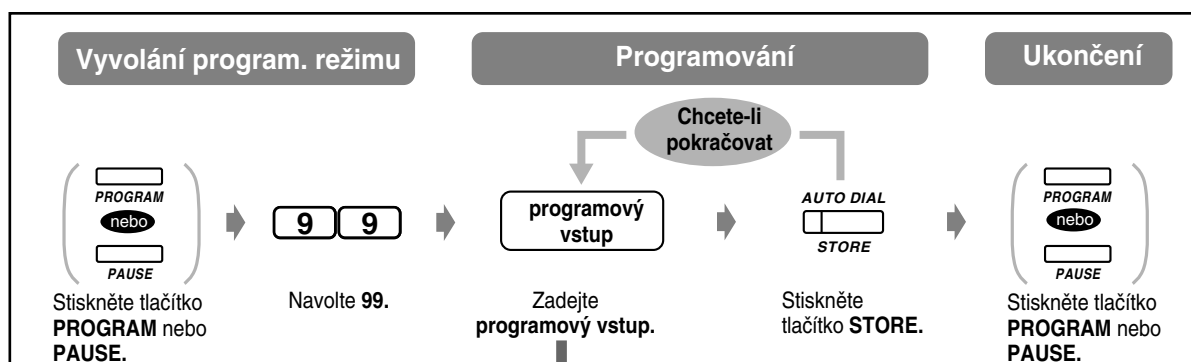 Vyvolání program. režimu
Programování
Ukončení
Chcete-li
pokračovat
PROGRAM
nebo
PAUSE
9 9
programový
vstup
AUTO DIAL
STORE
PROGRAM
nebo
PAUSE
Stiskněte tlačítko
PROGRAM nebo
PAUSE.
Navolte 99.
Zadejte
programový vstup.
Stiskněte
tlačítko STORE.
Stiskněte tlačítko
PROGRAM nebo
PAUSE.